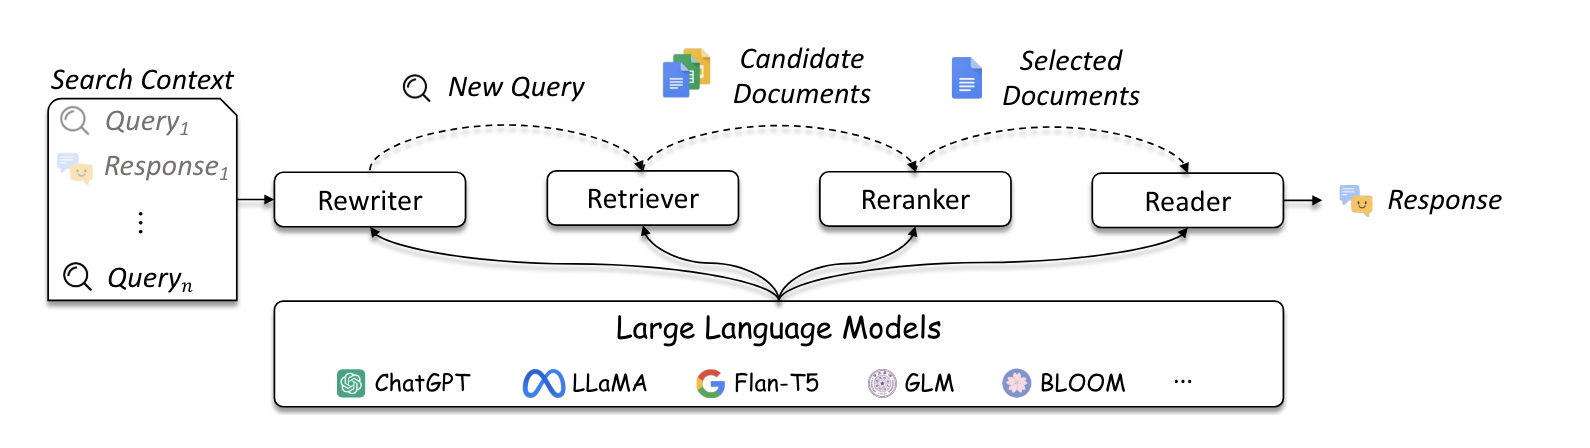 Search Context
Query1
Response1
⋮
Queryn
New Query
Candidate
Documents
Selected
Documents
Rewriter
Retriever
Reranker
Reader
Response
Large Language Models
ChatGPT
LLaMA
Flan-T5
GLM
BLOOM
...